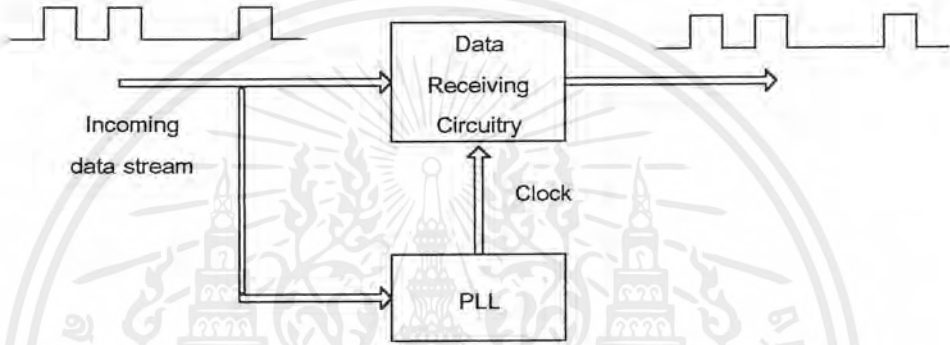 Data
Receiving
Circuitry
Incoming
data stream
Clock
PLL